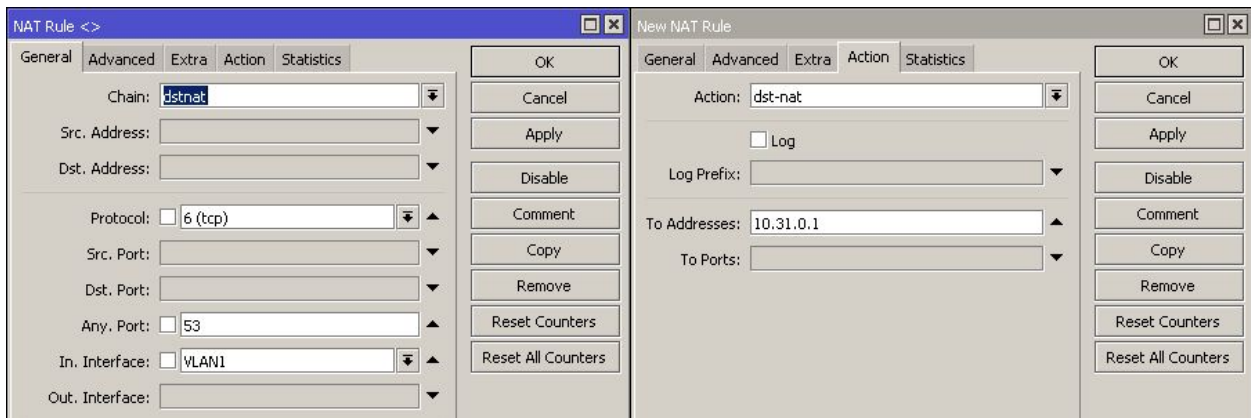 NAT Rule <>
General Advanced Extra Action Statistics
Chain: dstnat
Src. Address:
Dst. Address:
Protocol: 6 (tcp)
Src. Port:
Dst. Port:
Any. Port: 53
In. Interface: VLAN1
Out. Interface:
OK
Cancel
Apply
Disable
Comment
Copy
Remove
Reset Counters
Reset All Counters
New NAT Rule
General Advanced Extra Action Statistics
Action: dst-nat
Log
Log Prefix:
To Addresses: 10.31.0.1
To Ports:
OK
Cancel
Apply
Disable
Comment
Copy
Remove
Reset Counters
Reset All Counters